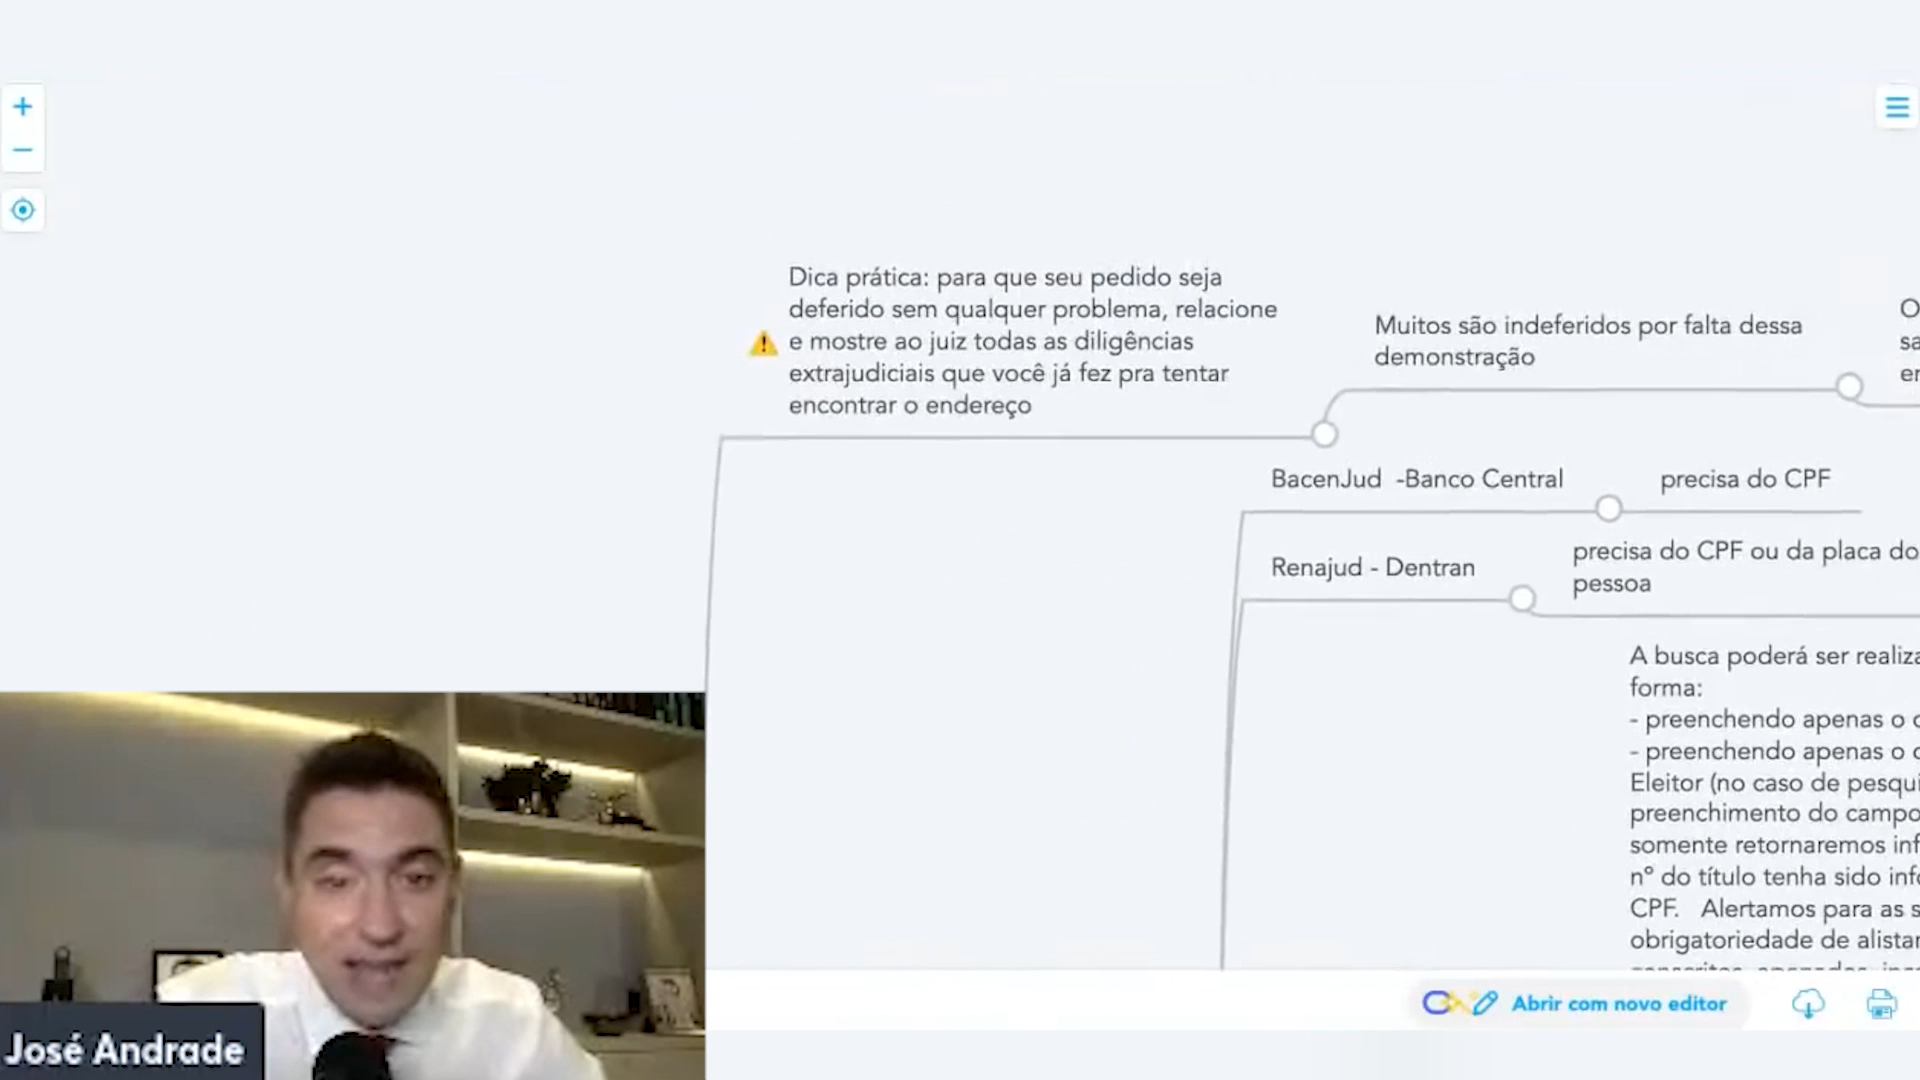 Dica prática: para que seu pedido seja
deferido sem qualquer problema, relacione
e mostre ao juiz todas as diligências
extrajudiciais que você já fez pra tentar
encontrar o endereço
Muitos são indeferidos por falta dessa
demonstração
BacenJud -Banco Central
precisa do CPF
Renajud - Dentran
precisa do CPF ou da placa do
pessoa
A busca poderá ser realiza
forma:
- preenchendo apenas o
- preenchendo apenas o
Eleitor (no caso de pesqui
preenchimento do campo
somente retornaremos inf
nº do título tenha sido info
CPF. Alertamos para as s
obrigatoriedade de alistar
Abrir com novo editor
José Andrade